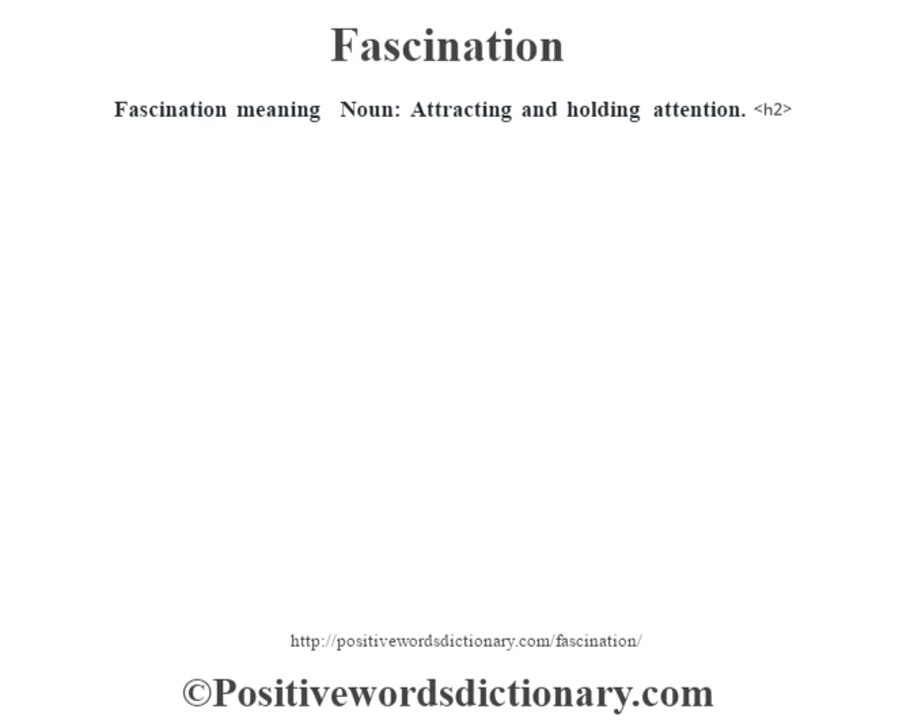 Fascination
Fascination meaning Noun: Attracting and holding attention. <h2>
http://positivewordsdictionary.com/fascination/
©Positivewordsdictionary.com